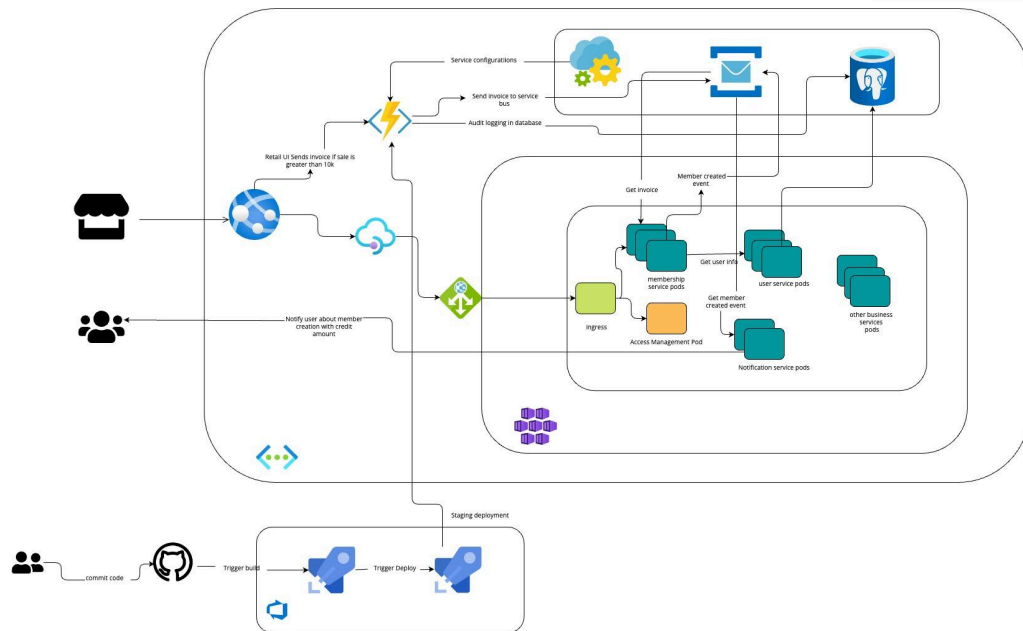 Service configuratiions
Send invoice to service
bus
Audit logging in database
Retail UI Sends invoice if sale is
greater than 10k
Get invoice
Member created
event
membership
service pods
Get user info
user service pods
other business
services
pods
ingress
Access Management Pod
Get member
created event
Notification service pods
Notify user about member
creation with credit
amount
Staging deployment
commit code
Trigger build
Trigger Deploy